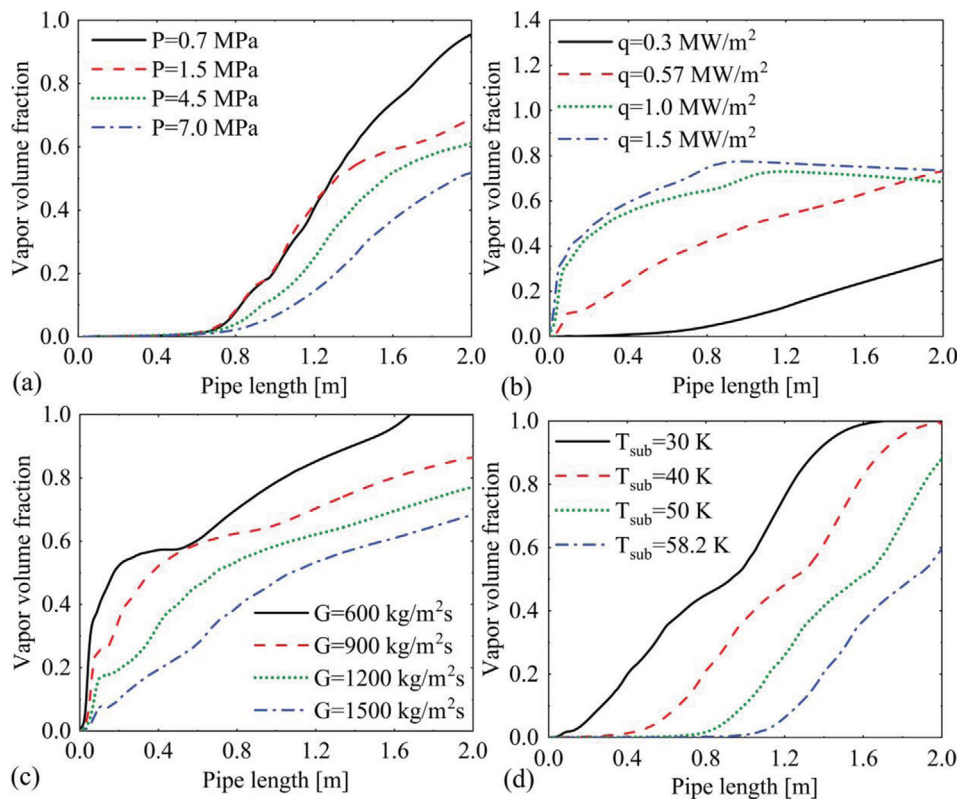 1.0
0.8
0.6
0.4
0.2
0.0
Vapor volume fraction
P=0.7 MPa
P=1.5 MPa
P=4.5 MPa
P=7.0 MPa
0.0 0.4 0.8 1.2 1.6 2.0
Pipe length [m]
(a)
1.4
1.2
1.0
0.8
0.6
0.4
0.2
0.0
Vapor volume fraction
q=0.3 MW/m²
q=0.57 MW/m²
q=1.0 MW/m²
q=1.5 MW/m²
0.0 0.4 0.8 1.2 1.6 2.0
Pipe length [m]
(b)
1.0
0.8
0.6
0.4
0.2
0.0
Vapor volume fraction
G=600 kg/m²s
G=900 kg/m²s
G=1200 kg/m²s
G=1500 kg/m²s
0.0 0.4 0.8 1.2 1.6 2.0
Pipe length [m]
(c)
1.0
0.8
0.6
0.4
0.2
0.0
Vapor volume fraction
T_sub=30 K
T_sub=40 K
T_sub=50 K
T_sub=58.2 K
0.0 0.4 0.8 1.2 1.6 2.0
Pipe length [m]
(d)